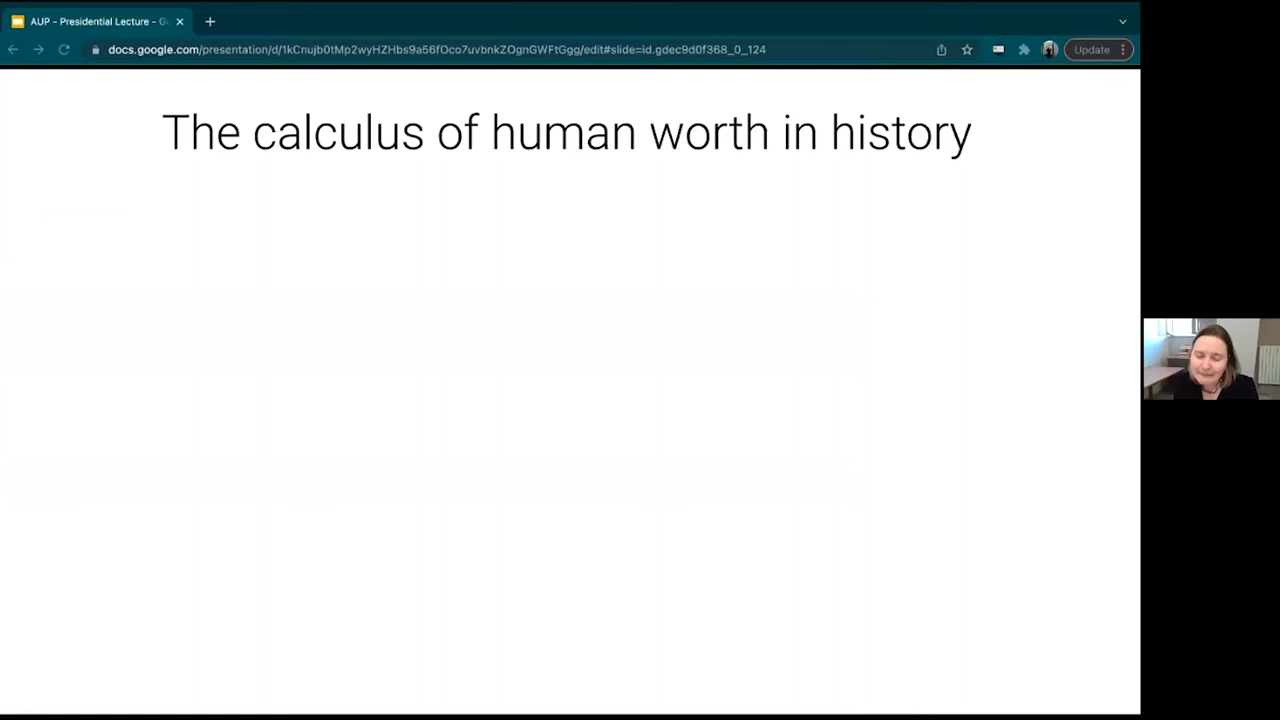 AUP - Presidential Lecture - G
docs.google.com/presentation/d/1kCnujb0tMp2wyHZHbs9a56fOco7uvbnkZOgnGWFtGgg/edit#slide=id.gdec9d0f368_0_124
Update
The calculus of human worth in history